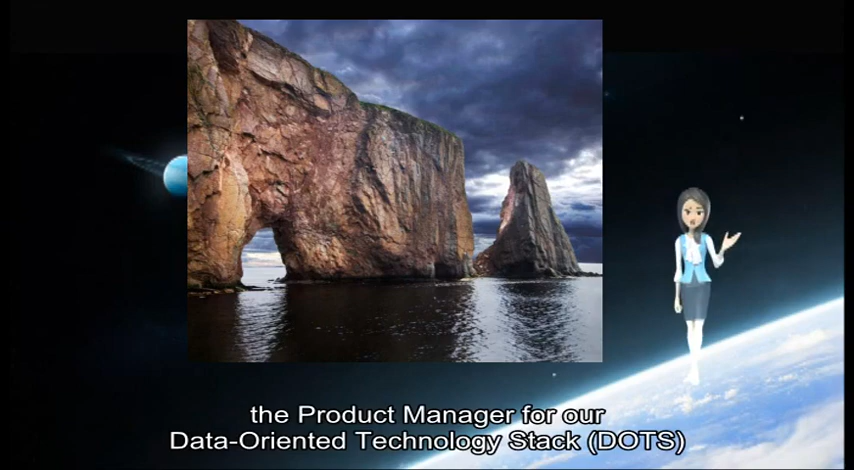 the Product Manager for our
Data-Oriented Technology Stack (DOTS)